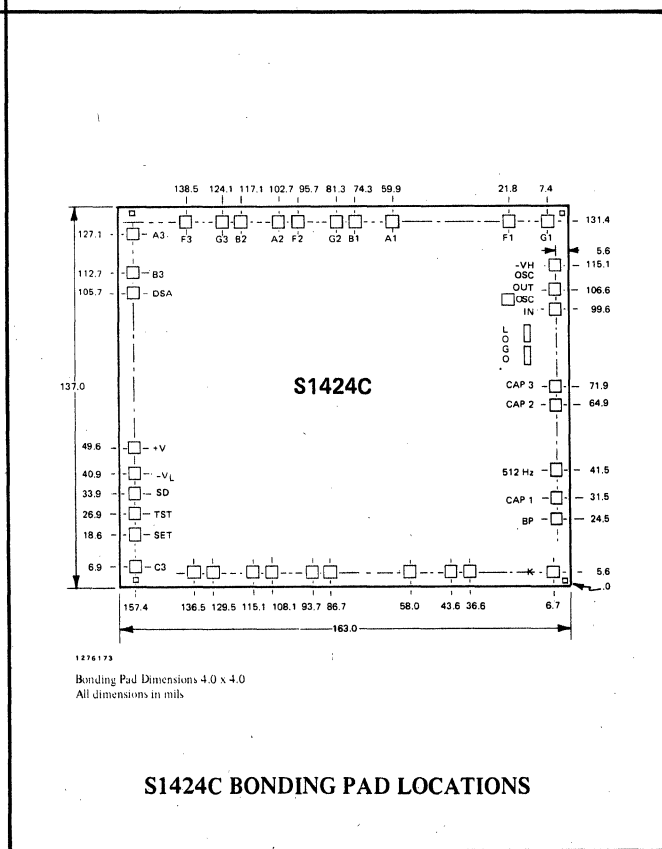 138.5 124.1 117.1 102.7 95.7 81.3 74.3 59.9 21.8 7.4
131.4
F3 G3 B2 A2 F2 G2 B1 A1 F1 G1
127.1 A3
5.6
112.7 B3
-VH 115.1
OSC
105.7 DSA
OUT 106.6
OSC
IN 99.6
LOGO
S1424C
137.0
CAP 3 71.9
CAP 2 64.9
49.6 +V
40.9 -VL
512 Hz 41.5
33.9 SD
CAP 1 31.5
26.9 TST
BP 24.5
18.6 SET
6.9 C3
K 5.6
.0
157.4 136.5 129.5 115.1 108.1 93.7 86.7 58.0 43.6 36.6 6.7
163.0
1276173
Bonding Pad Dimensions 4.0 x 4.0
All dimensions in mils
S1424C BONDING PAD LOCATIONS